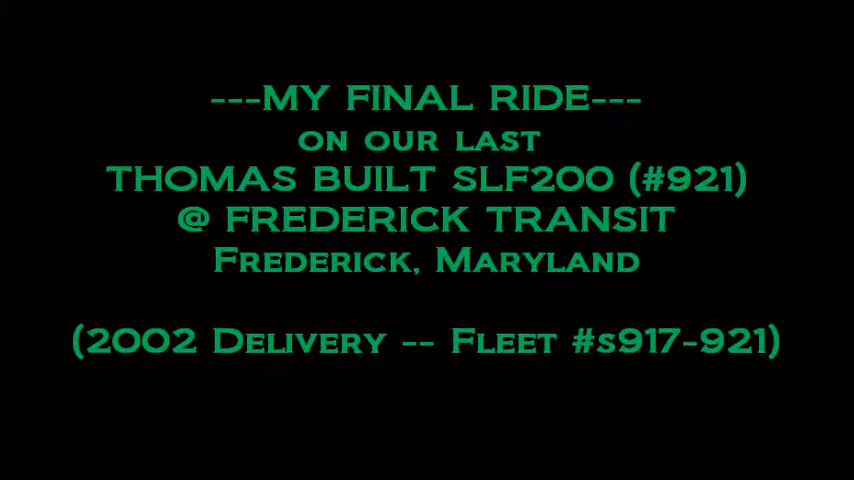 ---MY FINAL RIDE---
ON OUR LAST
THOMAS BUILT SLF200 (#921)
@ FREDERICK TRANSIT
FREDERICK, MARYLAND
(2002 DELIVERY -- FLEET #s917-921)